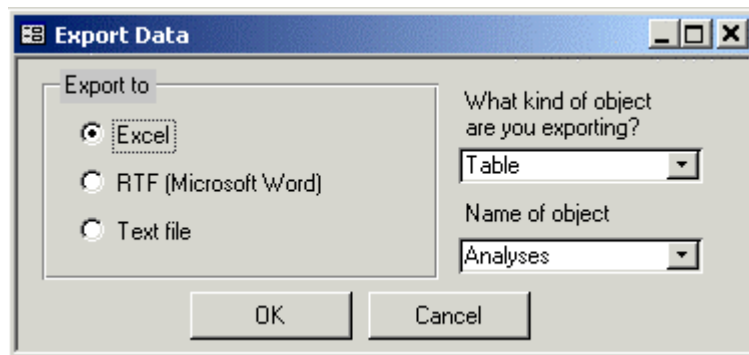 Export Data
Export to
Excel
RTF (Microsoft Word)
Text file
What kind of object
are you exporting?
Table
Name of object
Analyses
OK
Cancel